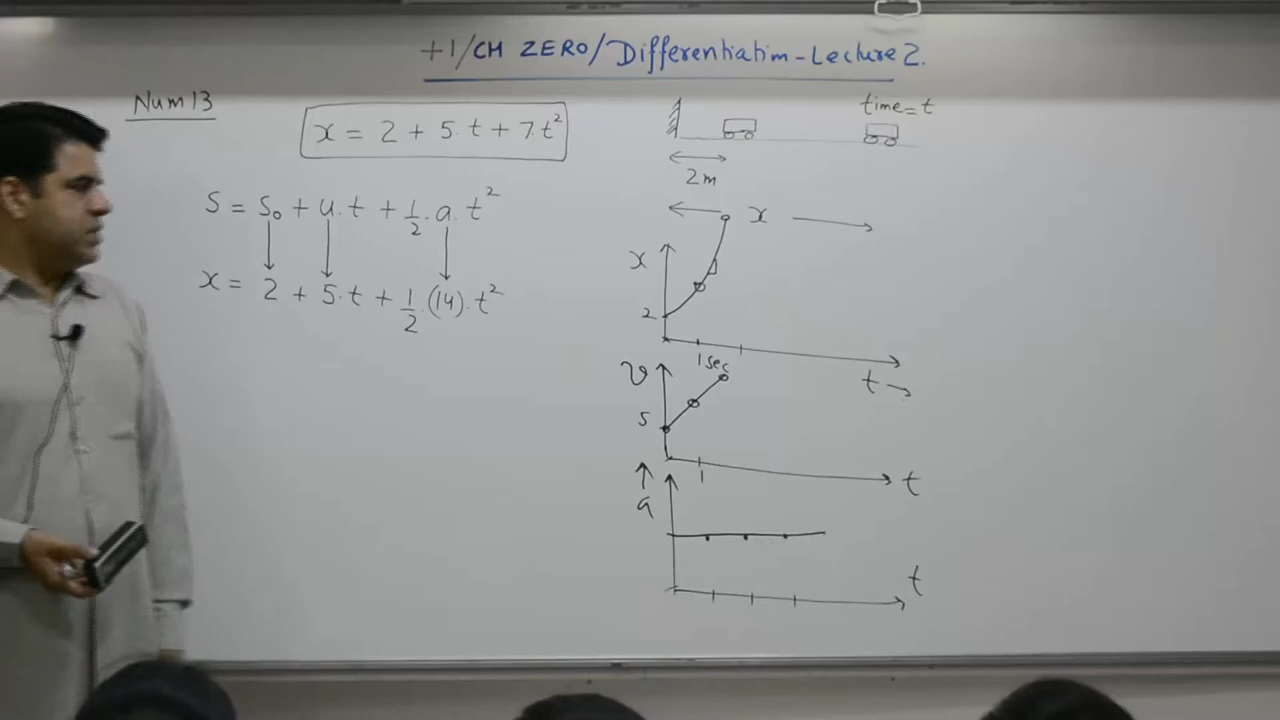 +1/CH ZERO/Differentiation-Lecture 2.
Num 13
x = 2 + 5.t + 7.t²
S = S₀ + u.t + 1/2 . a . t²
x = 2 + 5.t + 1/2 . (14) . t²
time = t
2m
x
x
2
1 sec
t
v
5
1
t
a
t